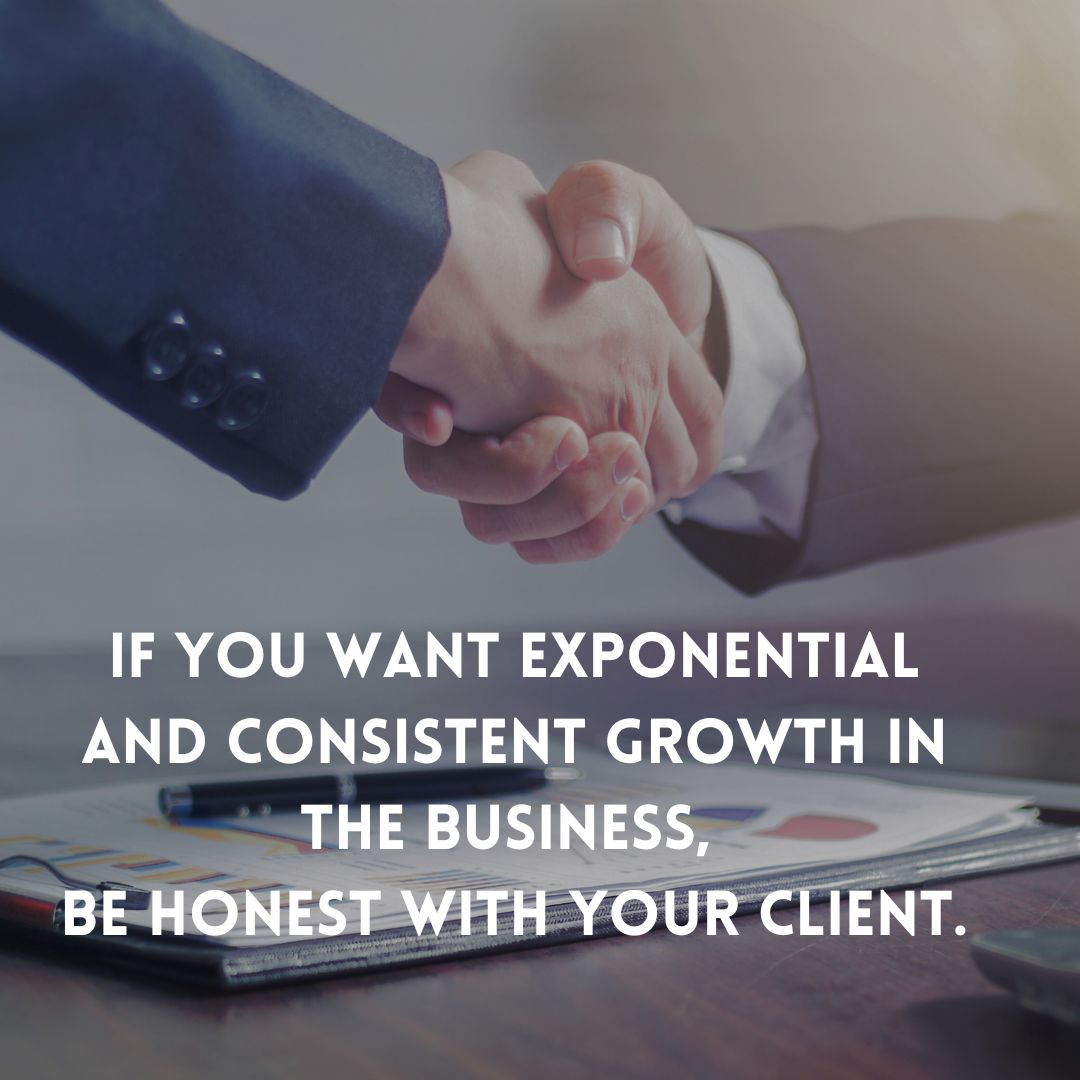 IF YOU WANT EXPONENTIAL
AND CONSISTENT GROWTH IN
THE BUSINESS,
BE HONEST WITH YOUR CLIENT.